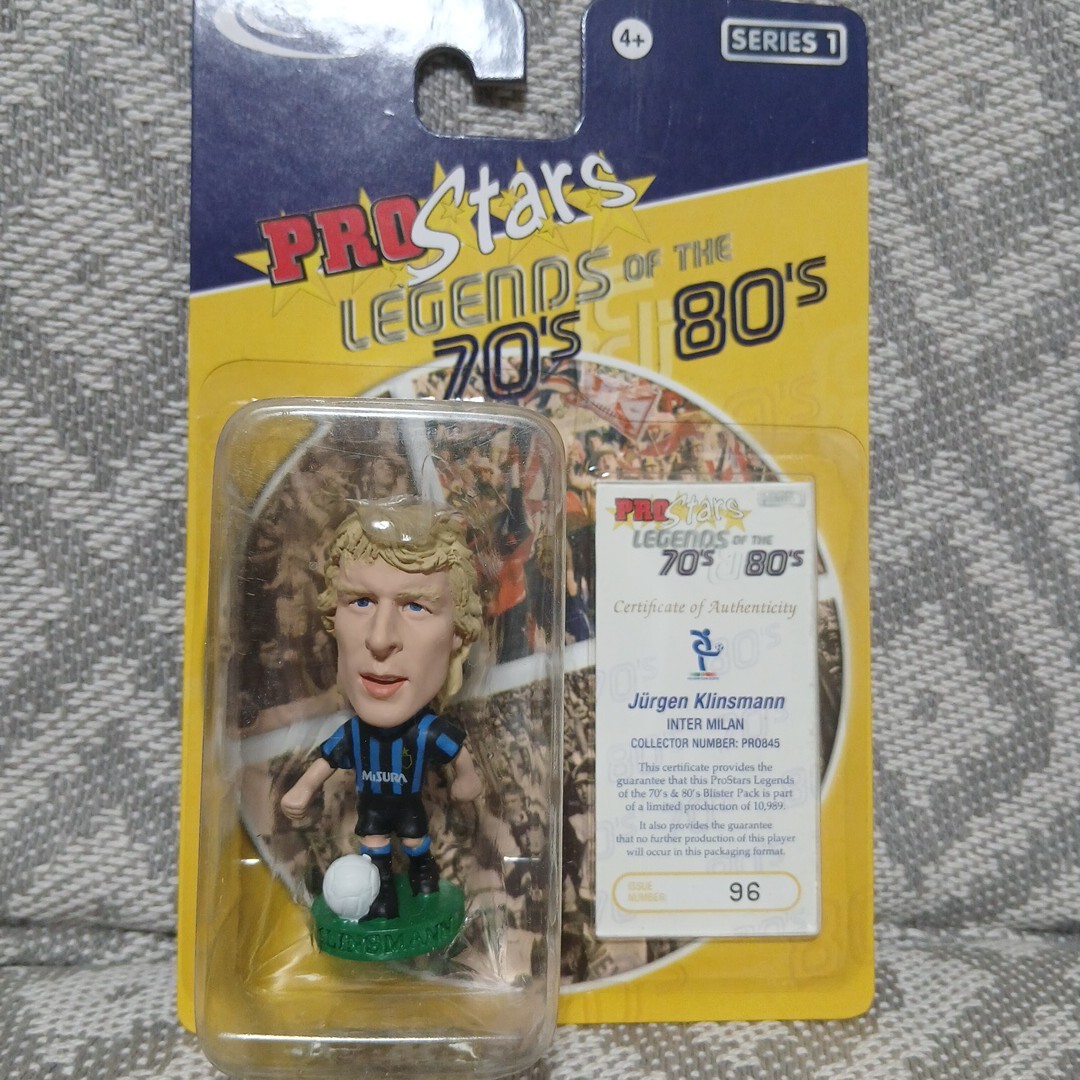 4+
SERIES 1
PROStars
LEGENDS OF THE
70'S 80'S
MISURA
KLINSMANN
PROStars
LEGENDS OF THE
70'S 80'S
Certificate of Authenticity
Jürgen Klinsmann
INTER MILAN
COLLECTOR NUMBER: PRO845
This certificate provides the
guarantee that this ProStars Legends
of the 70's & 80's Blister Pack is part
of a limited production of 10,989.
It also provides the guarantee
that no further production of this player
will occur in this packaging format.
ISSUE
NUMBER:
96